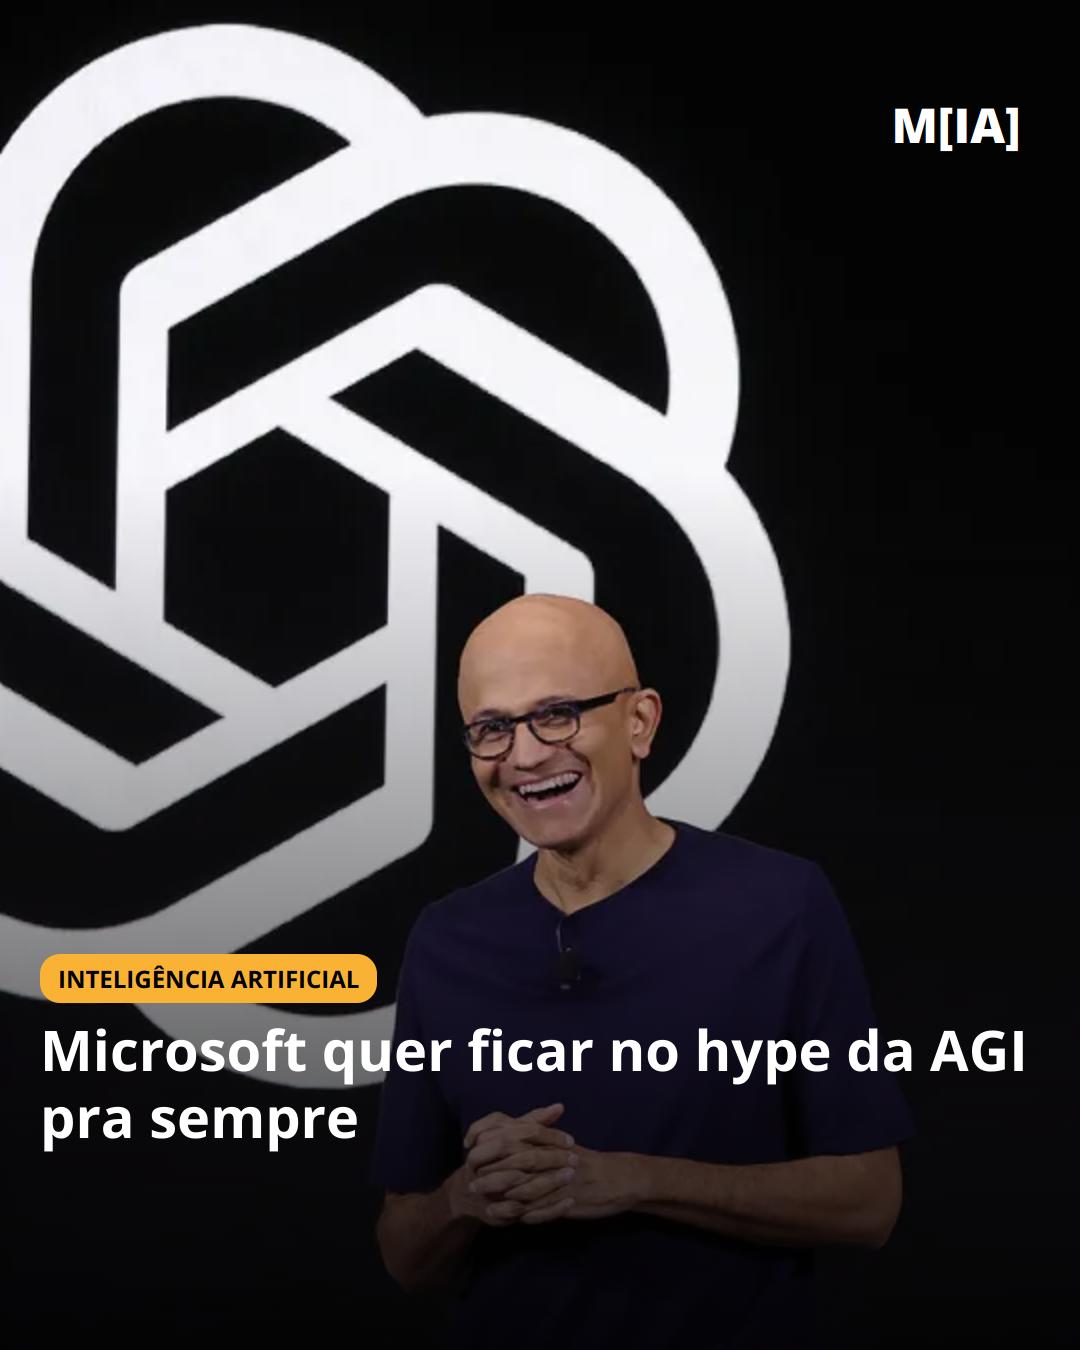 M[IA]
INTELIGÊNCIA ARTIFICIAL
Microsoft quer ficar no hype da AGI
pra sempre